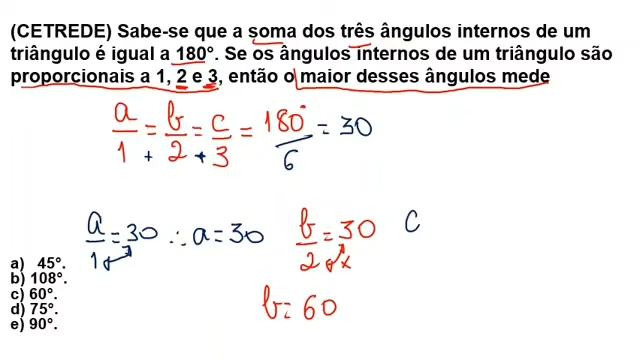 (CETREDE) Sabe-se que a soma dos três ângulos internos de um
triângulo é igual a 180°. Se os ângulos internos de um triângulo são
proporcionais a 1, 2 e 3, então o maior desses ângulos mede
a/1 = b/2 = c/3 = 180°/6 = 30
+ +
a/1 = 30 ∴ a = 30 b/2 = 30 C
x
b = 60
a) 45°.
b) 108°.
c) 60°.
d) 75°.
e) 90°.